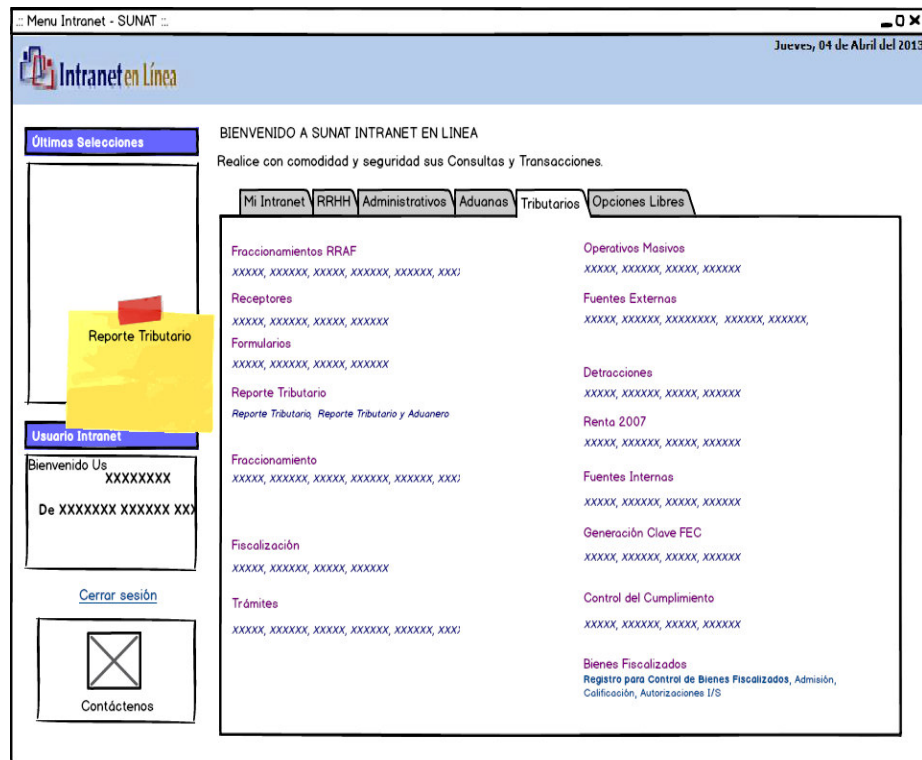 .:: Menu Intranet - SUNAT ::.
Jueves, 04 de Abril del 2013
Intranet en Línea
Últimas Selecciones
Reporte Tributario
Usuario Intranet
Bienvenido Us
XXXXXXXX
De XXXXXXX XXXXXX XXX
Cerrar sesión
Contáctenos
BIENVENIDO A SUNAT INTRANET EN LINEA
Realice con comodidad y seguridad sus Consultas y Transacciones.
Mi Intranet RRHH Administrativos Aduanas Tributarios Opciones Libres
Fraccionamientos RRAF
XXXXX, XXXXXX, XXXXX, XXXXXX, XXXXXX, XXX
Receptores
XXXXX, XXXXXX, XXXXX, XXXXXX
Formularios
XXXXX, XXXXXX, XXXXX, XXXXXX
Reporte Tributario
Reporte Tributario, Reporte Tributario y Aduanero
Fraccionamiento
XXXXX, XXXXXX, XXXXX, XXXXXX, XXXXXX, XXX
Fiscalización
XXXXX, XXXXXX, XXXXX, XXXXXX
Trámites
XXXXX, XXXXXX, XXXXX, XXXXXX, XXXXXX, XXX
Operativos Masivos
XXXXX, XXXXXX, XXXXX, XXXXXX
Fuentes Externas
XXXXX, XXXXXX, XXXXXXXX, XXXXXX, XXXXXX,
Detracciones
XXXXX, XXXXXX, XXXXX, XXXXXX
Renta 2007
XXXXX, XXXXXX, XXXXX, XXXXXX
Fuentes Internas
XXXXX, XXXXXX, XXXXX, XXXXXX
Generación Clave FEC
XXXXX, XXXXXX, XXXXX, XXXXXX
Control del Cumplimiento
XXXXX, XXXXXX, XXXXX, XXXXXX
Bienes Fiscalizados
Registro para Control de Bienes Fiscalizados, Admisión,
Calificación, Autorizaciones I/S